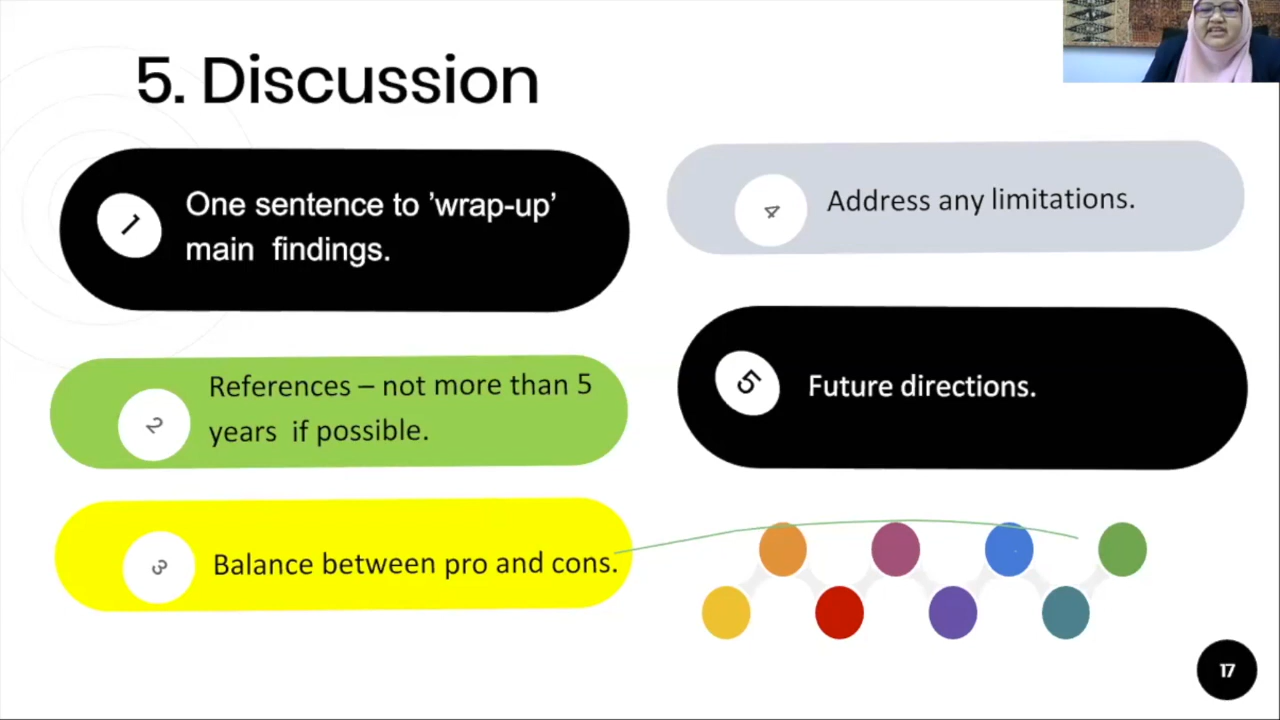 5. Discussion
1
One sentence to ’wrap-up’
main  findings.
2
References – not more than 5
years  if possible.
3
Balance between pro and cons.
4
Address any limitations.
5
Future directions.
17